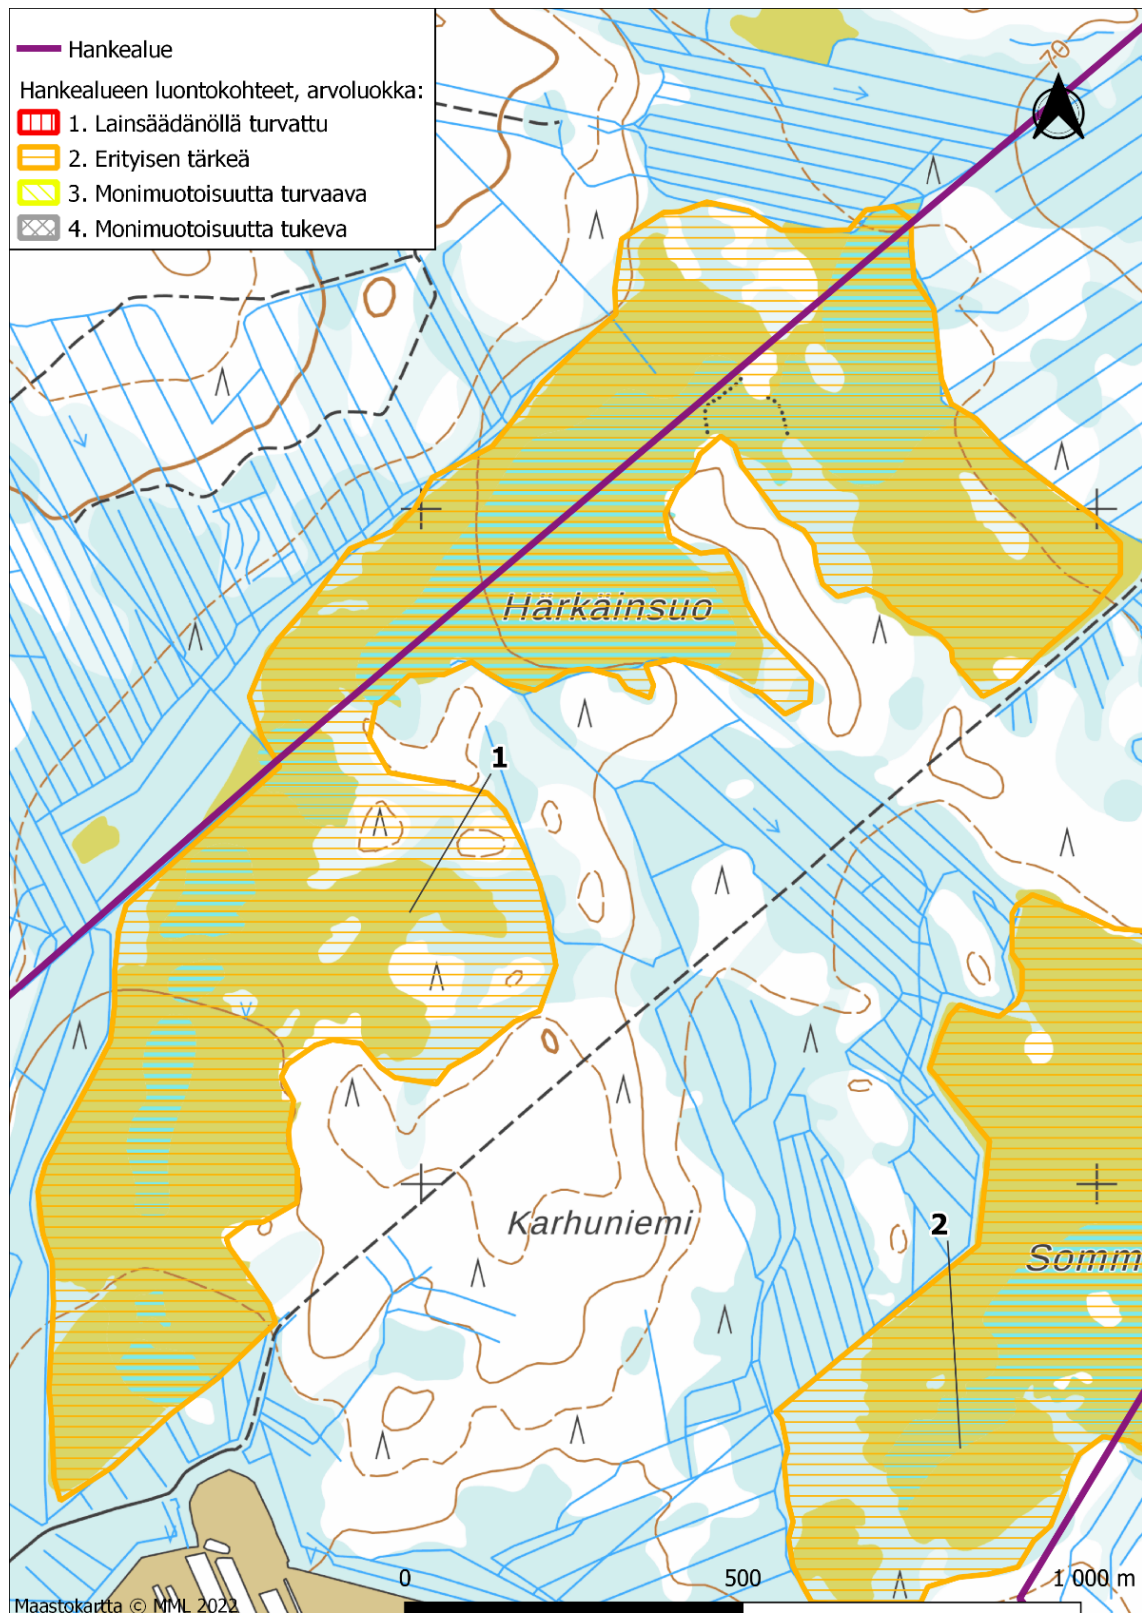 Hankealue
Hankealueen luontokohteet, arvoluokka:
1. Lainsäädänöllä turvattu
2. Erityisen tärkeä
3. Monimuotoisuutta turvaava
4. Monimuotoisuutta tukeva
70
Härkäinsuo
1
Karhuniemi
2
Somm
0 500 1 000 m
Maastokartta © MML 2022